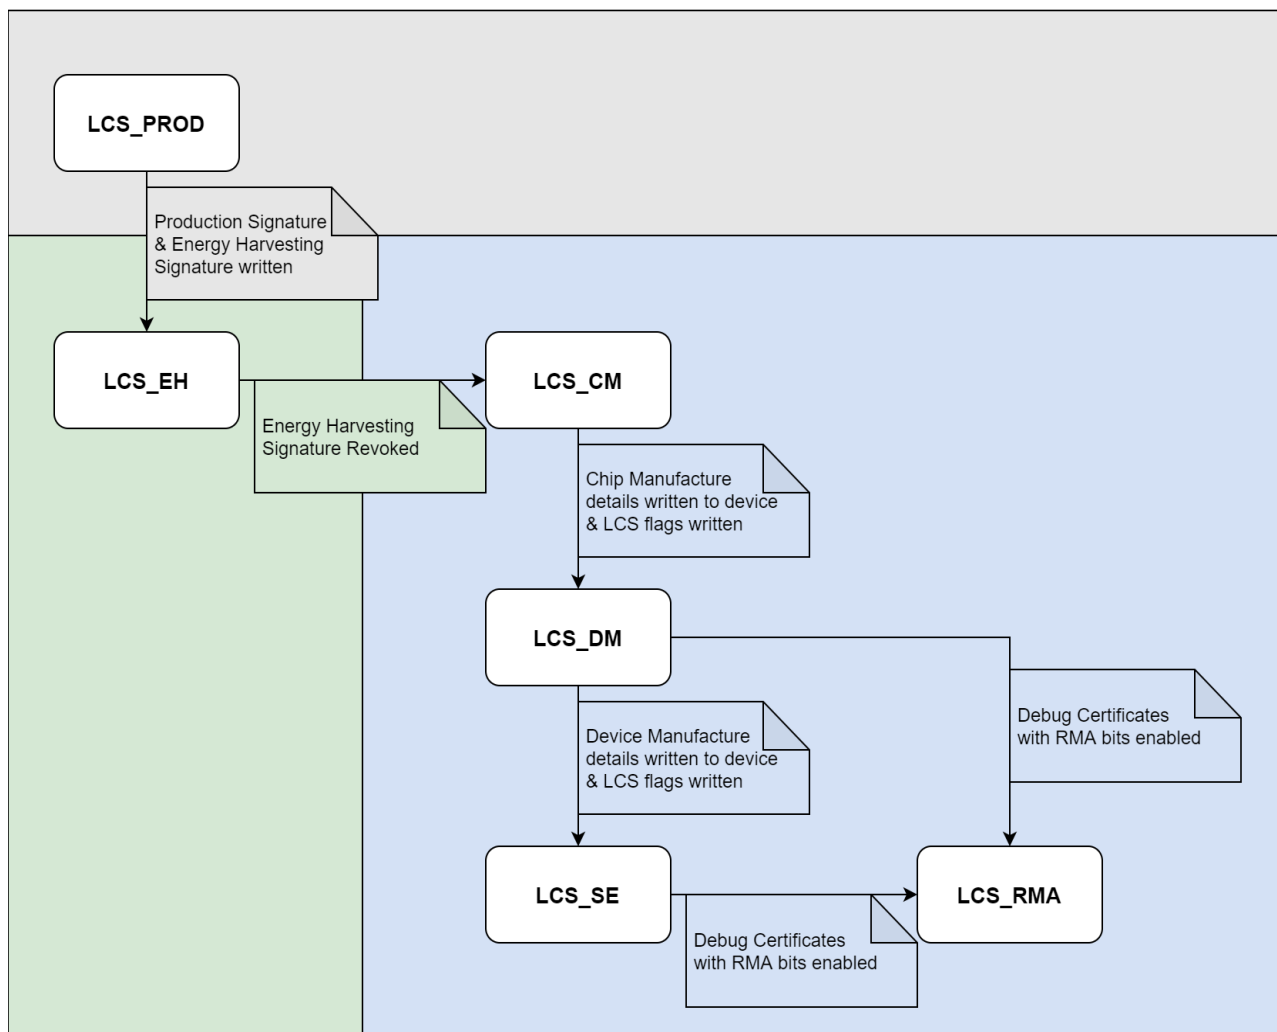 LCS_PROD
Production Signature
& Energy Harvesting
Signature written
LCS_EH
Energy Harvesting
Signature Revoked
LCS_CM
Chip Manufacture
details written to device
& LCS flags written
LCS_DM
Device Manufacture
details written to device
& LCS flags written
Debug Certificates
with RMA bits enabled
LCS_SE
Debug Certificates
with RMA bits enabled
LCS_RMA